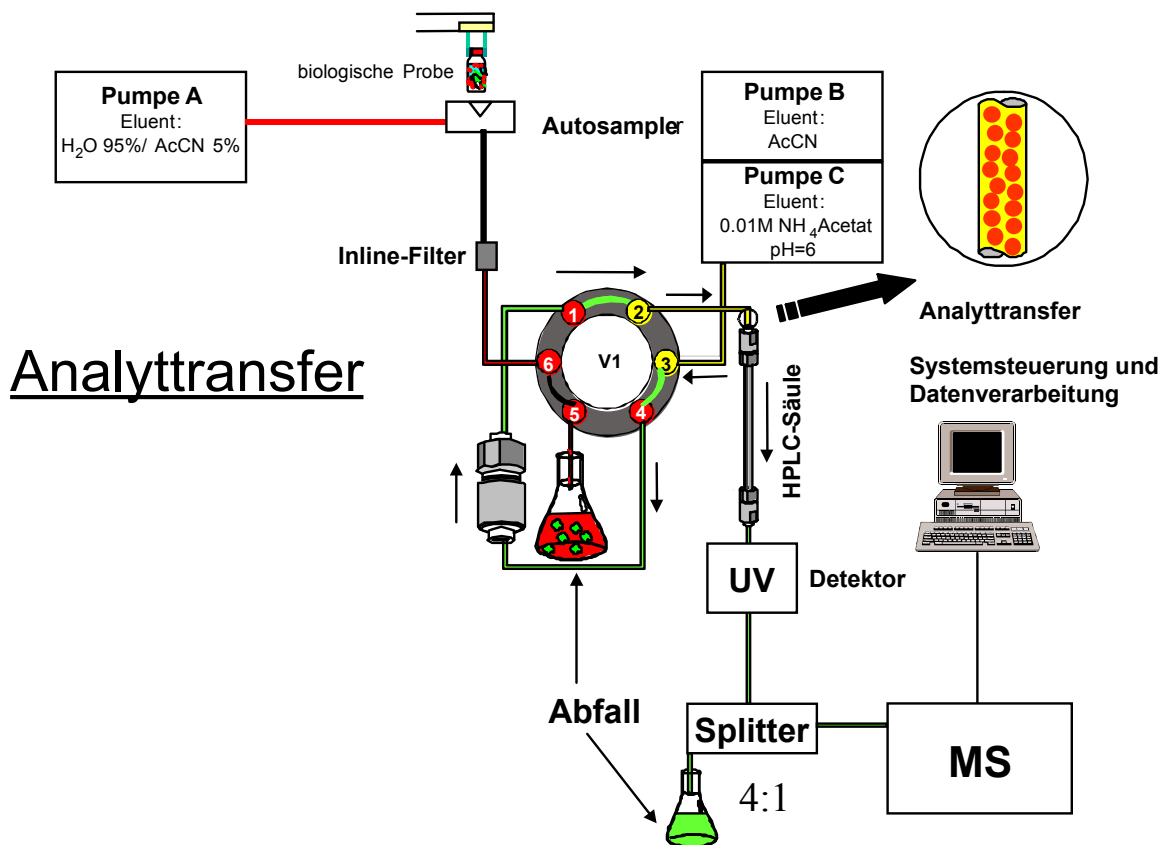 biologische Probe
Pumpe A
Eluent:
H₂O 95%/ AcCN 5%
Autosampler
Pumpe B
Eluent:
AcCN
Pumpe C
Eluent:
0.01M NH₄Acetat
pH=6
Inline-Filter
Analyttransfer
Analyttransfer
1
2
3
4
5
6
V1
Systemsteuerung und
Datenverarbeitung
HPLC-Säule
UV
Detektor
Abfall
Splitter
4:1
MS